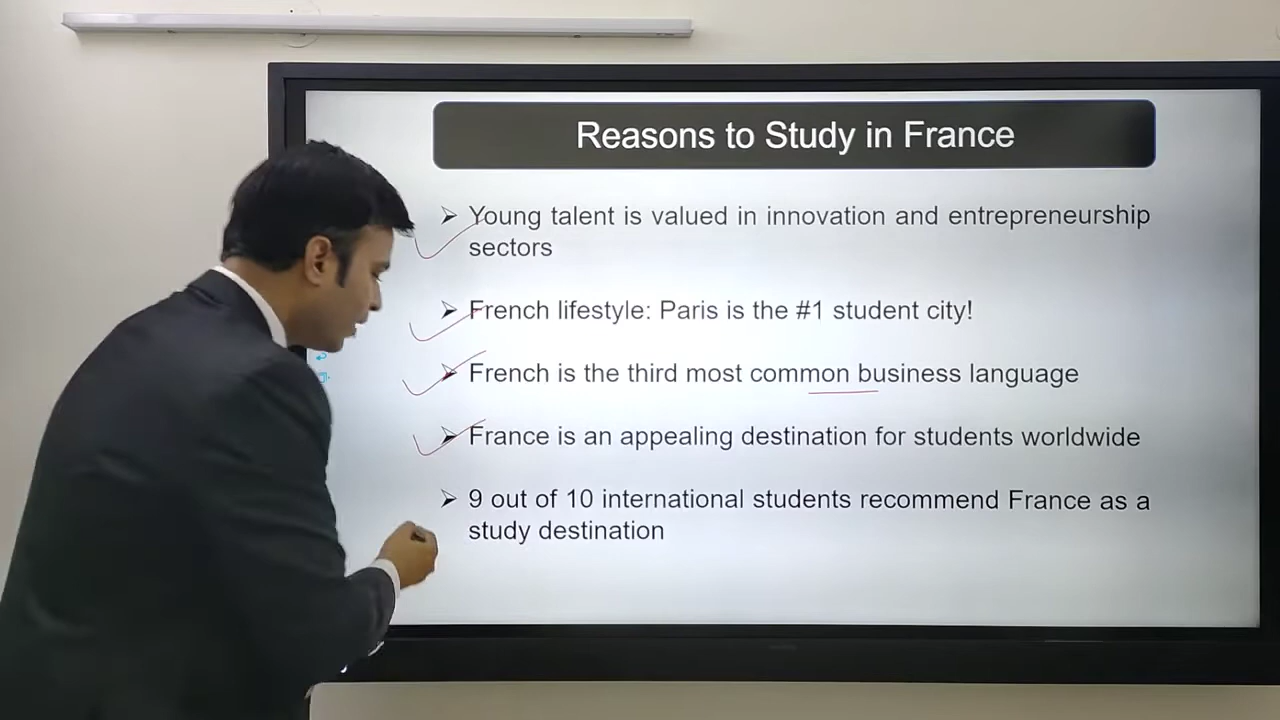 Reasons to Study in France
Young talent is valued in innovation and entrepreneurship
sectors
French lifestyle: Paris is the #1 student city!
French is the third most common business language
France is an appealing destination for students worldwide
9 out of 10 international students recommend France as a
study destination